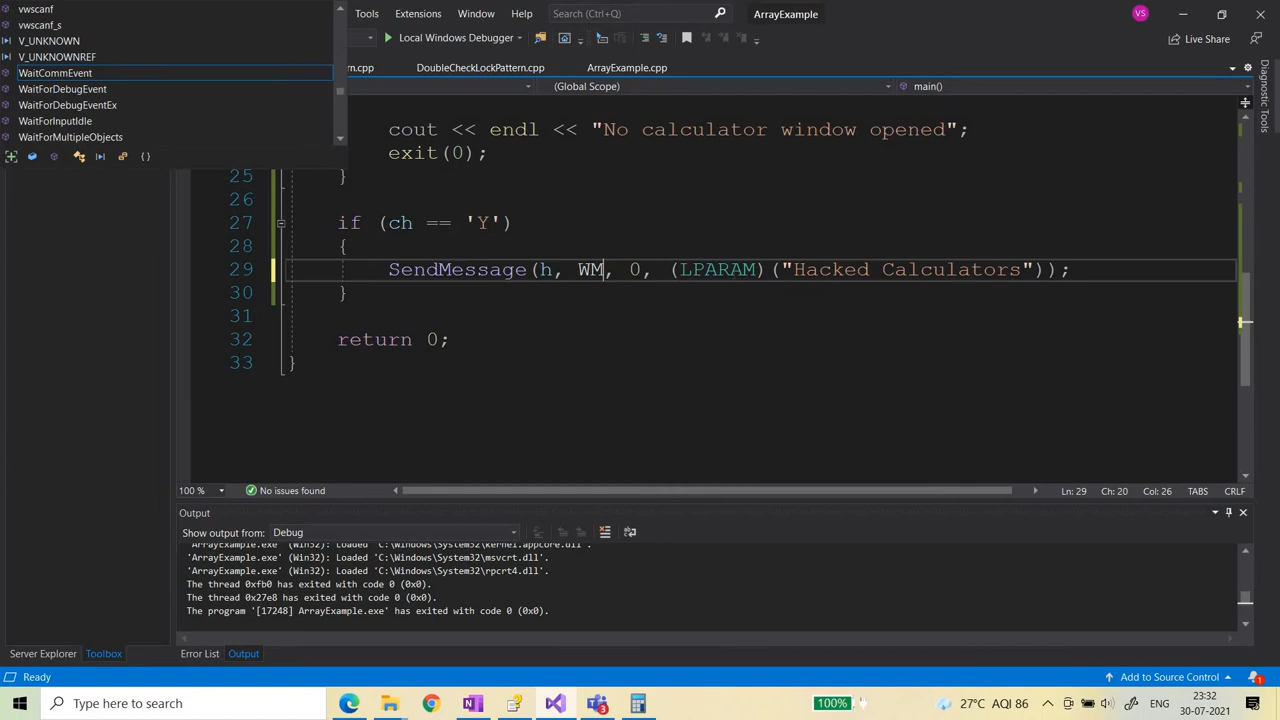 vwscanf
vwscanf_s
V_UNKNOWN
V_UNKNOWNREF
WaitCommEvent
WaitForDebugEvent
WaitForDebugEventEx
WaitForInputIdle
WaitForMultipleObjects
Tools Extensions Window Help Search (Ctrl+Q) ArrayExample VS
Local Windows Debugger Live Share
rn.cpp DoubleCheckLockPattern.cpp ArrayExample.cpp
(Global Scope) main()
Diagnostic Tools
cout << endl << "No calculator window opened";
exit(0);
25 }
26
27 if (ch == 'Y')
28 {
29 SendMessage(h, WM, 0, (LPARAM)("Hacked Calculators"));
30 }
31
32 return 0;
33 }
100 % No issues found Ln: 29 Ch: 20 Col: 26 TABS CRLF
Output
Show output from: Debug
'ArrayExample.exe' (Win32): Loaded 'C:\Windows\System32\kernel.appcore.dll'.
'ArrayExample.exe' (Win32): Loaded 'C:\Windows\System32\msvcrt.dll'.
'ArrayExample.exe' (Win32): Loaded 'C:\Windows\System32\rpcrt4.dll'.
The thread 0xfb0 has exited with code 0 (0x0).
The thread 0x27e8 has exited with code 0 (0x0).
The program '[17248] ArrayExample.exe' has exited with code 0 (0x0).
Server Explorer Toolbox Error List Output
Ready Add to Source Control 1
Type here to search 100% 27°C AQI 86 ENG 23:32
30-07-2021